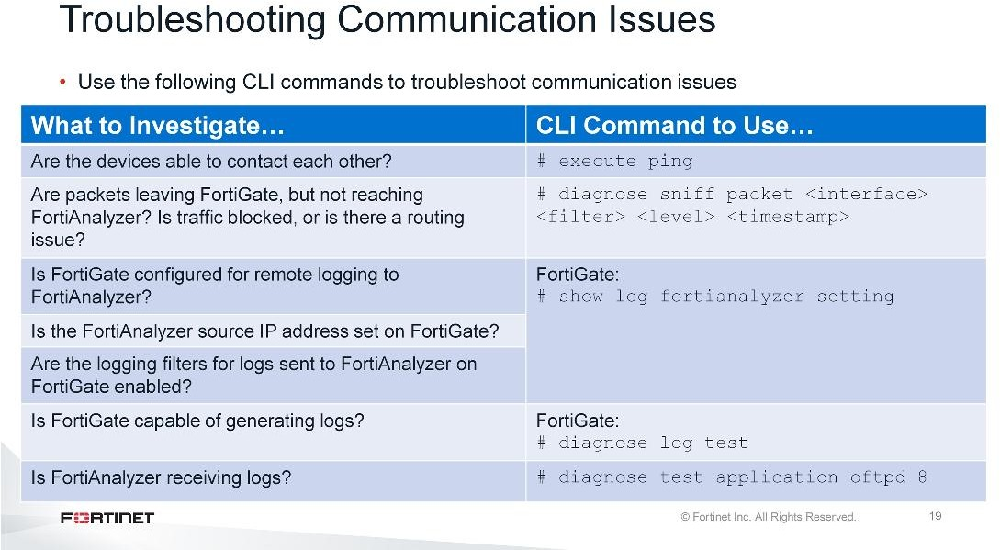 Troubleshooting Communication Issues
• Use the following CLI commands to troubleshoot communication issues
What to Investigate…
CLI Command to Use…
Are the devices able to contact each other?
# execute ping
Are packets leaving FortiGate, but not reaching
FortiAnalyzer? Is traffic blocked, or is there a routing
issue?
# diagnose sniff packet <interface>
<filter> <level> <timestamp>
Is FortiGate configured for remote logging to
FortiAnalyzer?
FortiGate:
# show log fortianalyzer setting
Is the FortiAnalyzer source IP address set on FortiGate?
Are the logging filters for logs sent to FortiAnalyzer on
FortiGate enabled?
Is FortiGate capable of generating logs?
FortiGate:
# diagnose log test
Is FortiAnalyzer receiving logs?
# diagnose test application oftpd 8
FORTINET
© Fortinet Inc. All Rights Reserved.
19